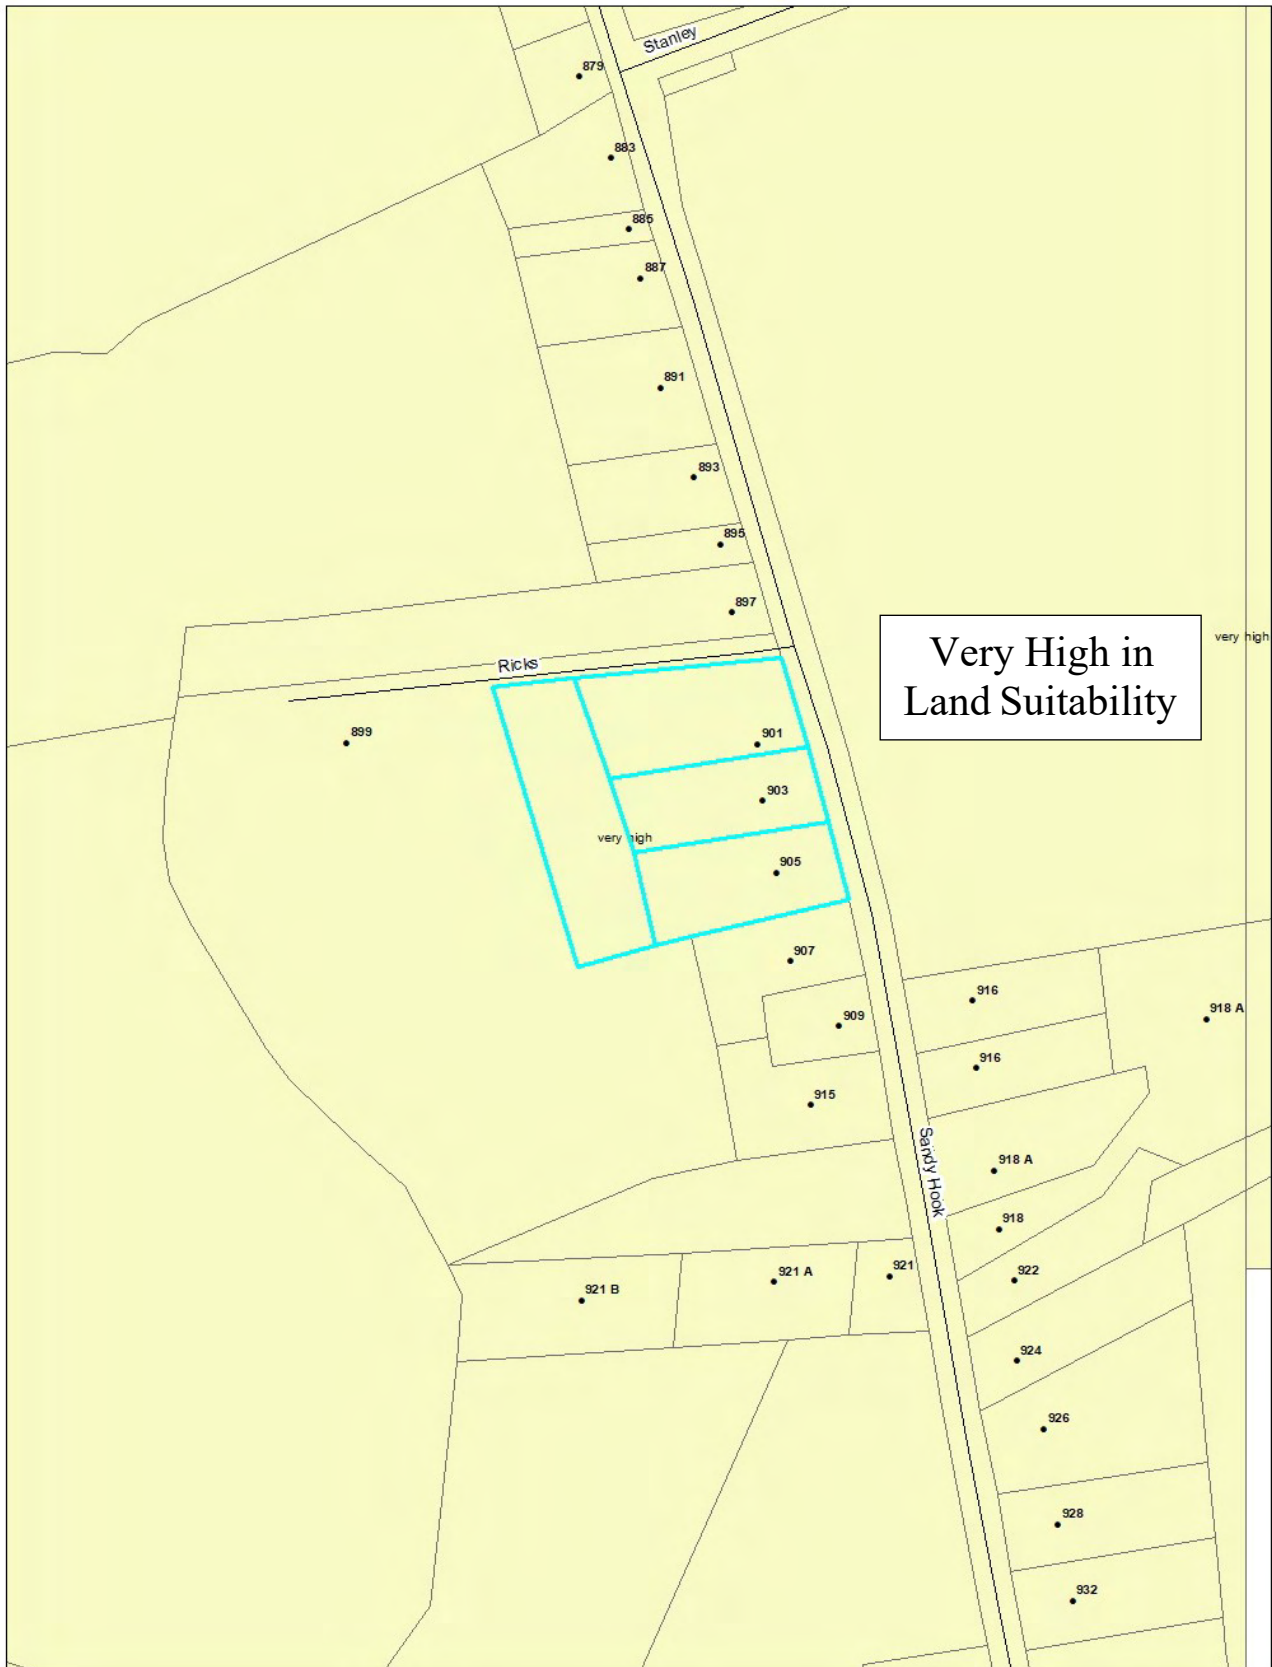 Stanley
879
883
885
887
891
893
895
897
Very High in
Land Suitability
very high
Ricks
899
901
903
very high
905
907
916
918 A
909
916
915
Sandy Hook
918 A
918
921
922
921 A
921 B
924
926
928
932